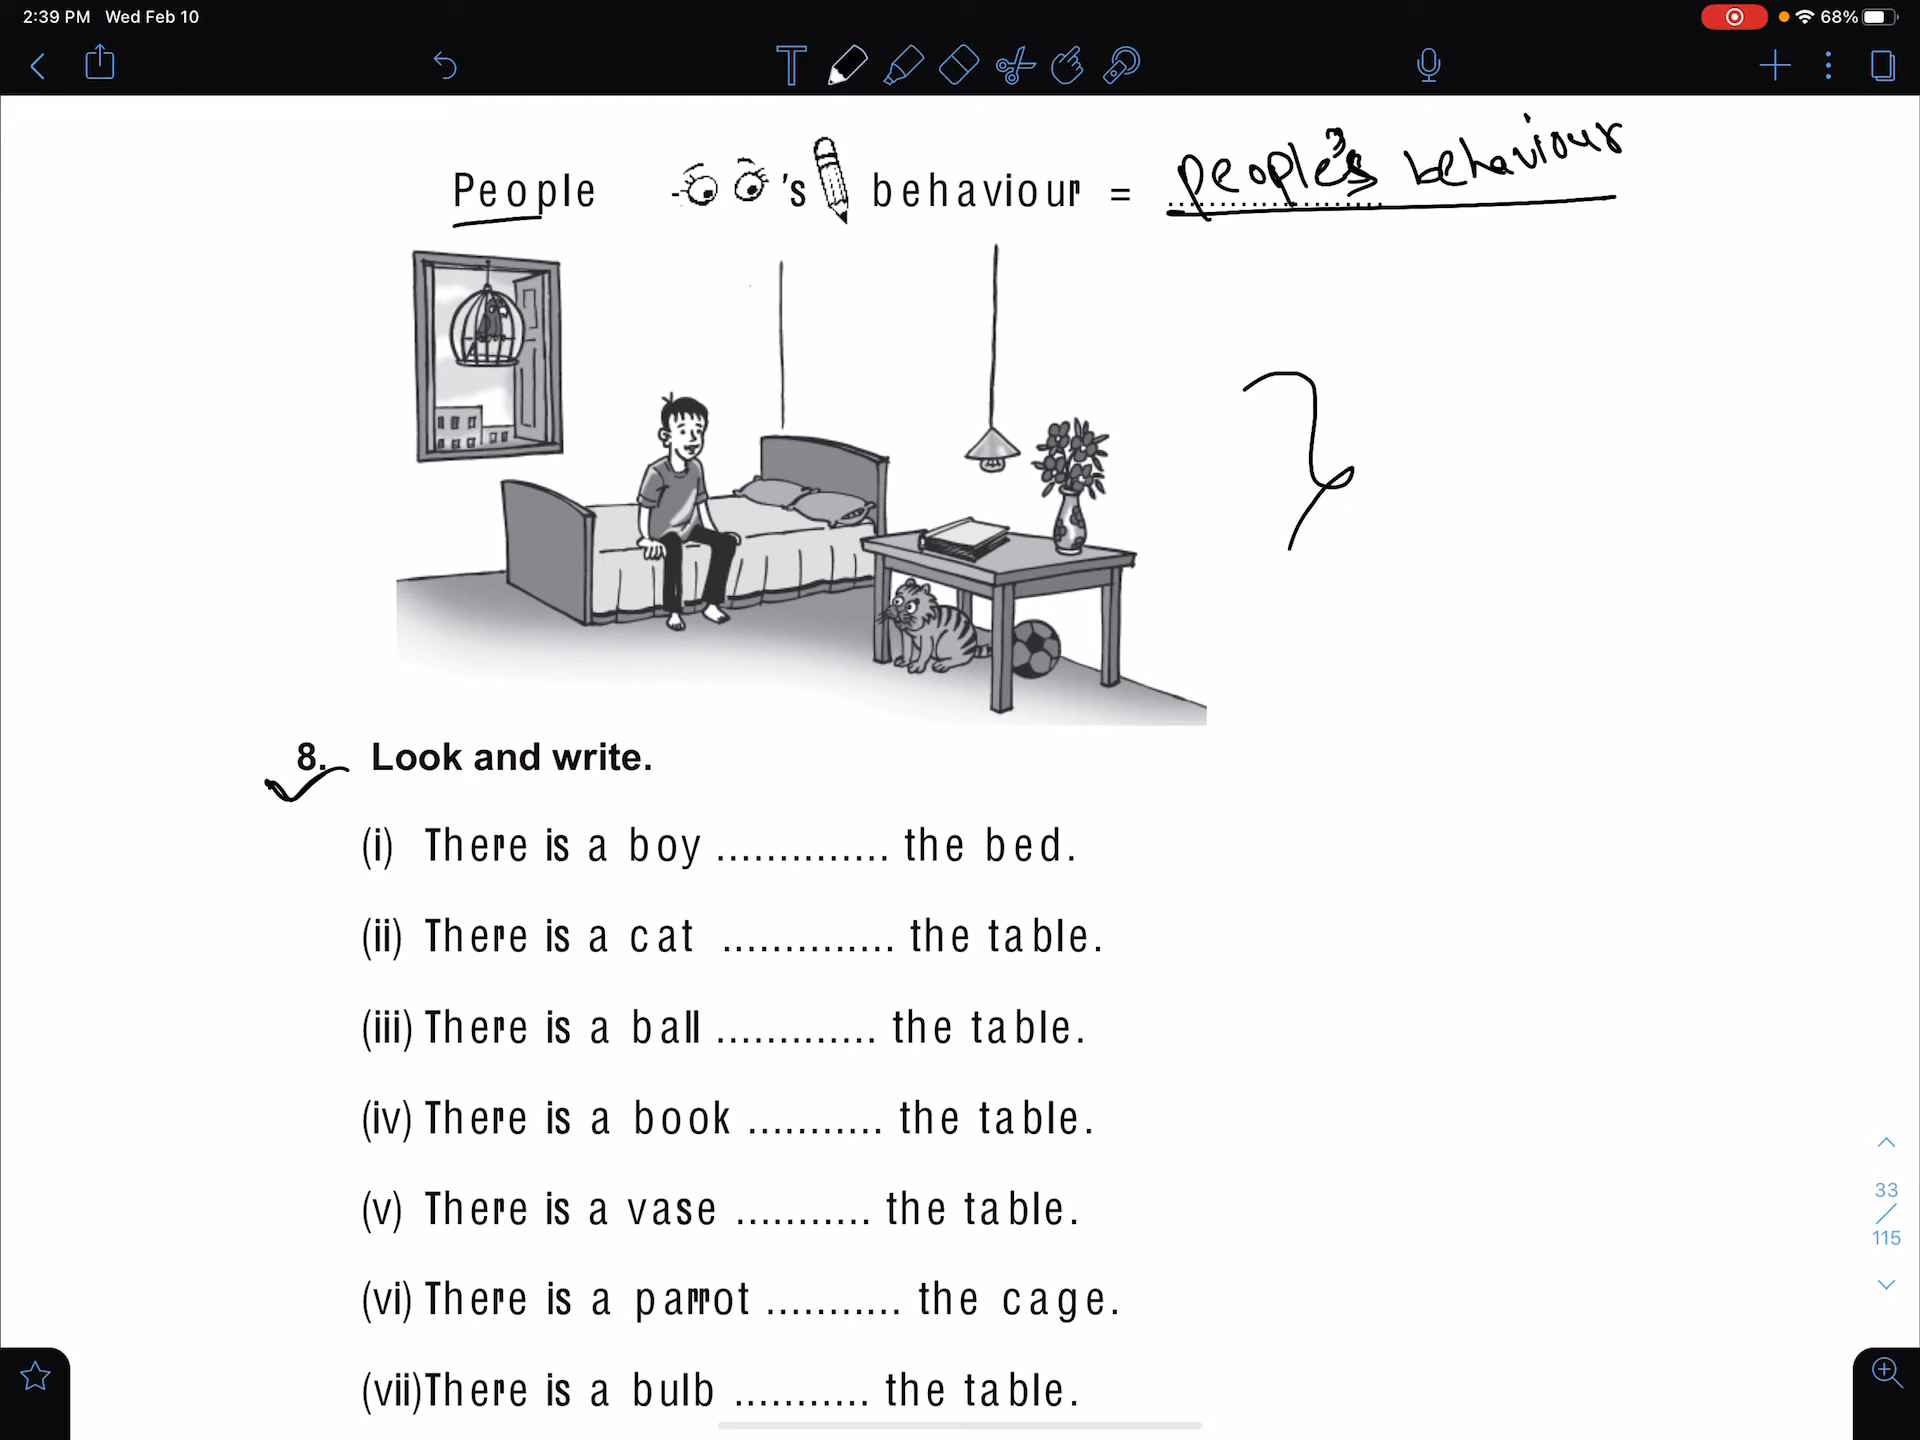 2:39 PM Wed Feb 10
68%
People 's behaviour = people's behaviour
8. Look and write.
(i) There is a boy .............. the bed.
(ii) There is a cat .............. the table.
(iii) There is a ball ............. the table.
(iv) There is a book ........... the table.
(v) There is a vase ........... the table.
(vi) There is a parrot ........... the cage.
(vii) There is a bulb ........... the table.
33
/
115